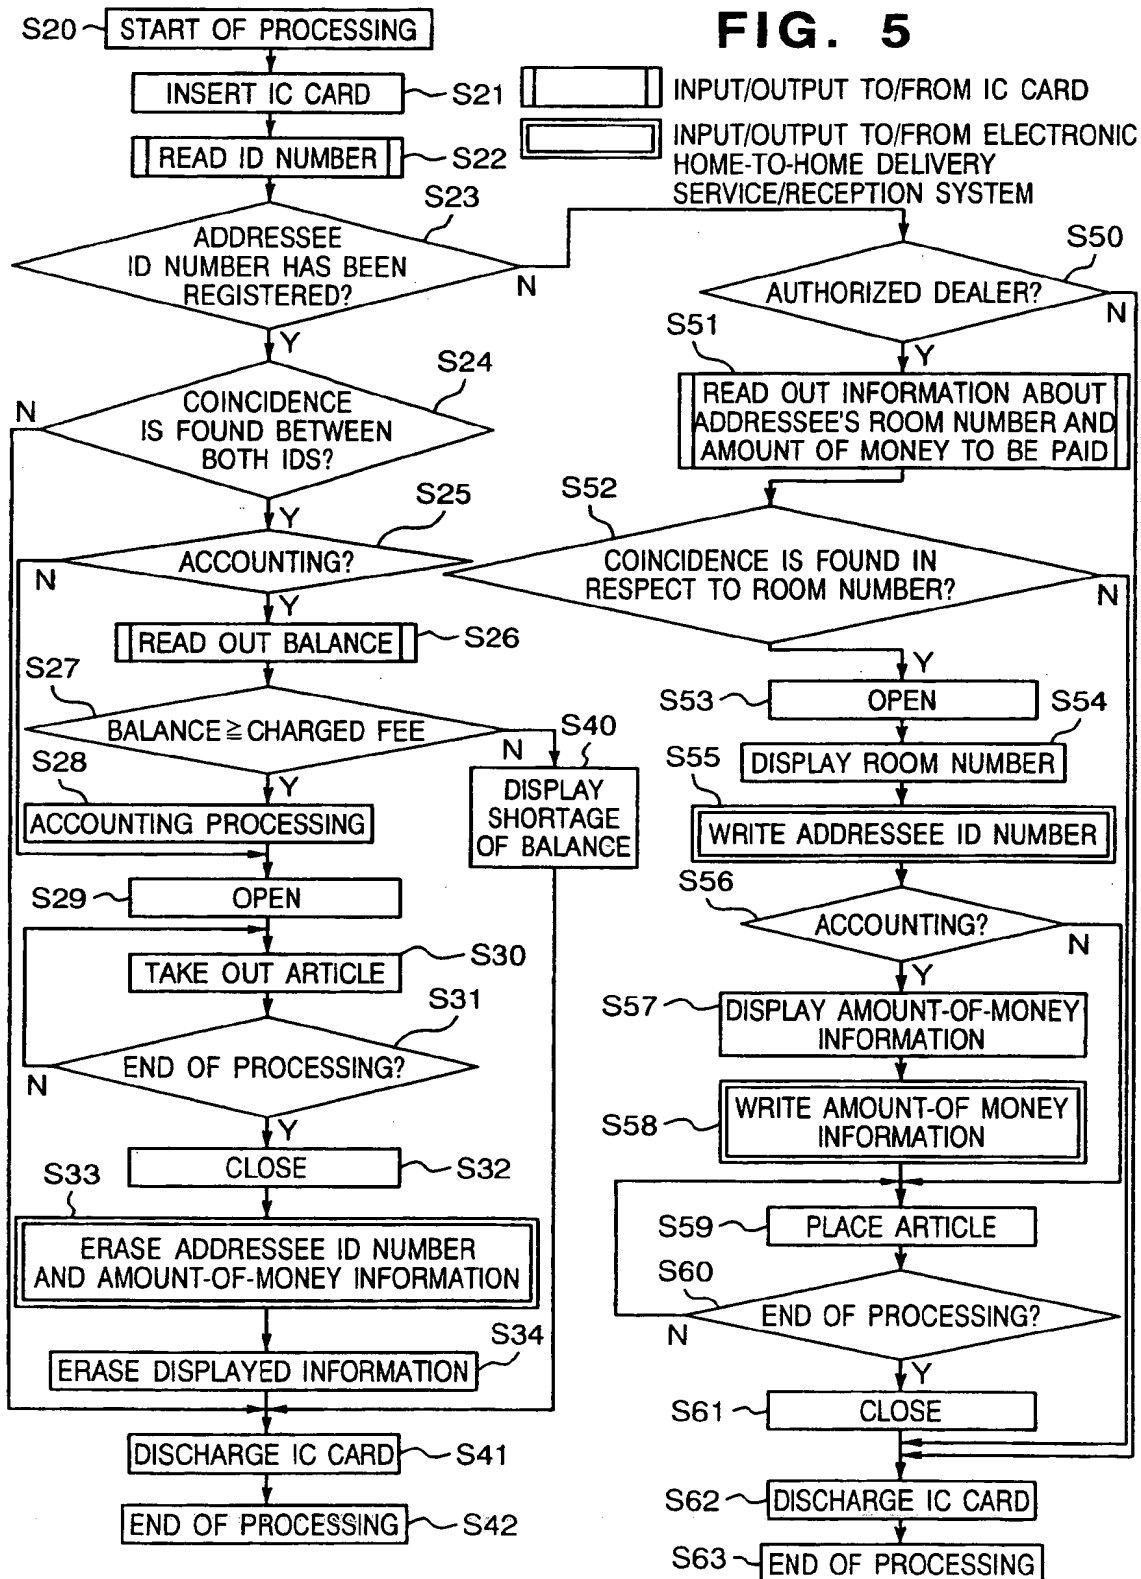 FIG. 5
INPUT/OUTPUT TO/FROM IC CARD
INPUT/OUTPUT TO/FROM ELECTRONIC
HOME-TO-HOME DELIVERY
SERVICE/RECEPTION SYSTEM
S20
START OF PROCESSING
INSERT IC CARD
S21
READ ID NUMBER
S22
S23
ADDRESSEE
ID NUMBER HAS BEEN
REGISTERED?
N
Y
S24
COINCIDENCE
IS FOUND BETWEEN
BOTH IDS?
N
Y
S25
ACCOUNTING?
N
Y
READ OUT BALANCE
S26
S27
BALANCE ≧ CHARGED FEE
N
Y
S28
ACCOUNTING PROCESSING
S40
DISPLAY
SHORTAGE
OF BALANCE
S29
OPEN
TAKE OUT ARTICLE
S30
S31
END OF PROCESSING?
N
Y
CLOSE
S32
S33
ERASE ADDRESSEE ID NUMBER
AND AMOUNT-OF-MONEY INFORMATION
S34
ERASE DISPLAYED INFORMATION
DISCHARGE IC CARD
S41
END OF PROCESSING
S42
S50
AUTHORIZED DEALER?
N
Y
S51
READ OUT INFORMATION ABOUT
ADDRESSEE'S ROOM NUMBER AND
AMOUNT OF MONEY TO BE PAID
S52
COINCIDENCE IS FOUND IN
RESPECT TO ROOM NUMBER?
N
Y
S53
OPEN
S54
DISPLAY ROOM NUMBER
S55
WRITE ADDRESSEE ID NUMBER
S56
ACCOUNTING?
N
Y
S57
DISPLAY AMOUNT-OF-MONEY
INFORMATION
S58
WRITE AMOUNT-OF MONEY
INFORMATION
S59
PLACE ARTICLE
S60
END OF PROCESSING?
N
Y
S61
CLOSE
S62
DISCHARGE IC CARD
S63
END OF PROCESSING